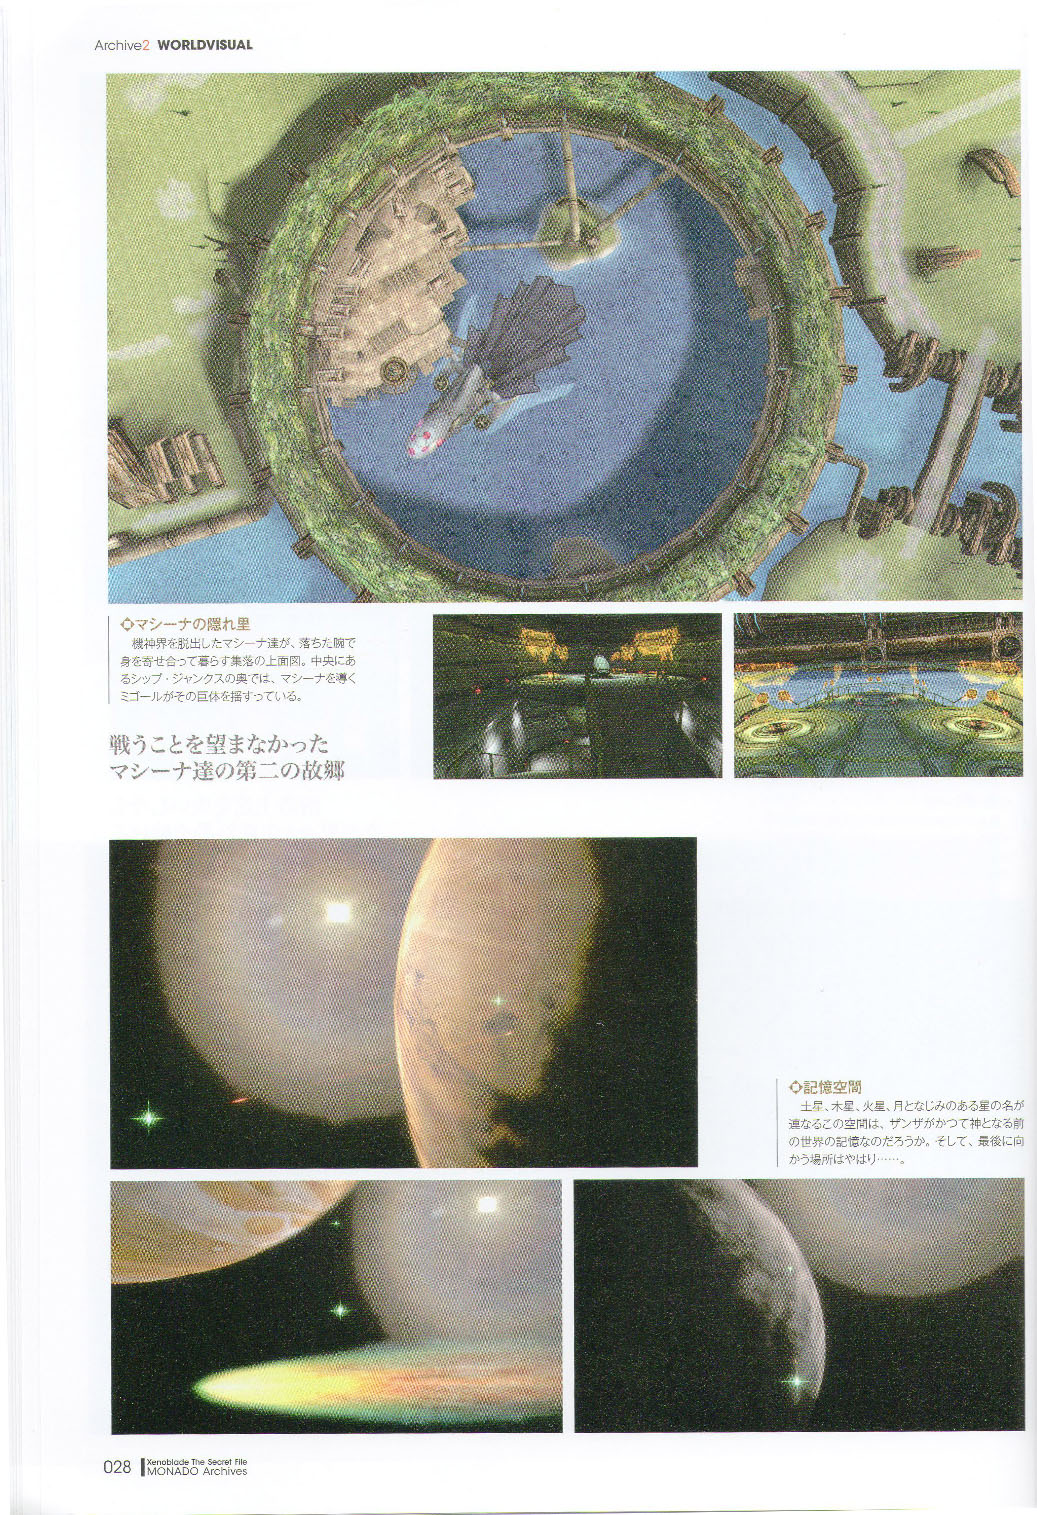 Archive2 WORLDVISUAL
◇マシーナの隠れ里
機神界を脱出したマシーナ達が、落ちた腕で
身を寄せ合って暮らす集落の上面図。中央にあ
るシップ・ジャンクスの奥では、マシーナを導く
ミゴールがその巨体を揺すっている。
戦うことを望まなかった
マシーナ達の第二の故郷
◇記憶空間
土星、木星、火星、月となじみのある星の名が
連なるこの空間は、ザンザがかつて神となる前
の世界の記憶なのだろうか。そして、最後に向
かう場所はやはり……。
028
Xenoblade The Secret File
MONADO Archives